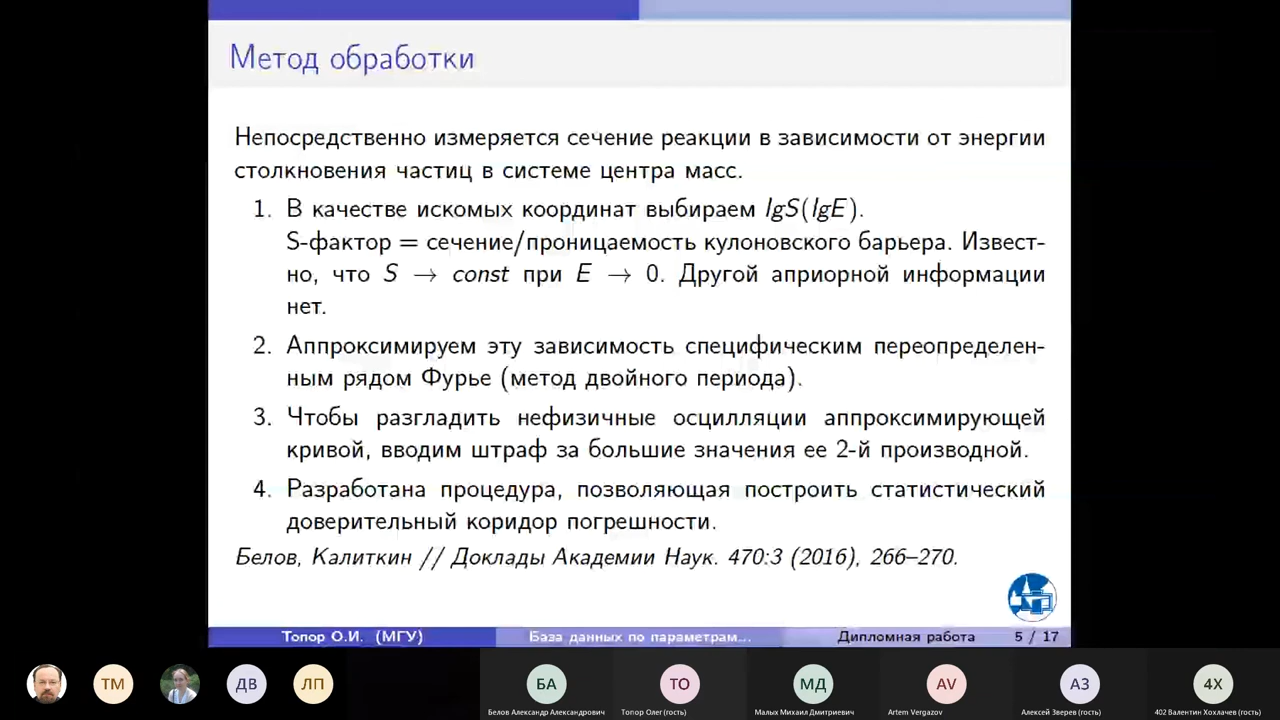 Метод обработки
Непосредственно измеряется сечение реакции в зависимости от энергии
столкновения частиц в системе центра масс.
1. В качестве искомых координат выбираем lgS(lgE).
S-фактор = сечение/проницаемость кулоновского барьера. Извест-
но, что S → const при E → 0. Другой априорной информации
нет.
2. Аппроксимируем эту зависимость специфическим переопределен-
ным рядом Фурье (метод двойного периода).
3. Чтобы разгладить нефизичные осцилляции аппроксимирующей
кривой, вводим штраф за большие значения ее 2-й производной.
4. Разработана процедура, позволяющая построить статистический
доверительный коридор погрешности.
Белов, Калиткин // Доклады Академии Наук. 470:3 (2016), 266–270.
Топор О.И. (МГУ) База данных по параметрам... Дипломная работа 5 / 17
ТМ ДВ ЛП БА ТО МД AV АЗ 4Х
Белов Александр Александрович Топор Олег (гость) Малых Михаил Дмитриевич Artem Vergazov Алексей Зверев (гость) 402 Валентин Хохлачев (гость)